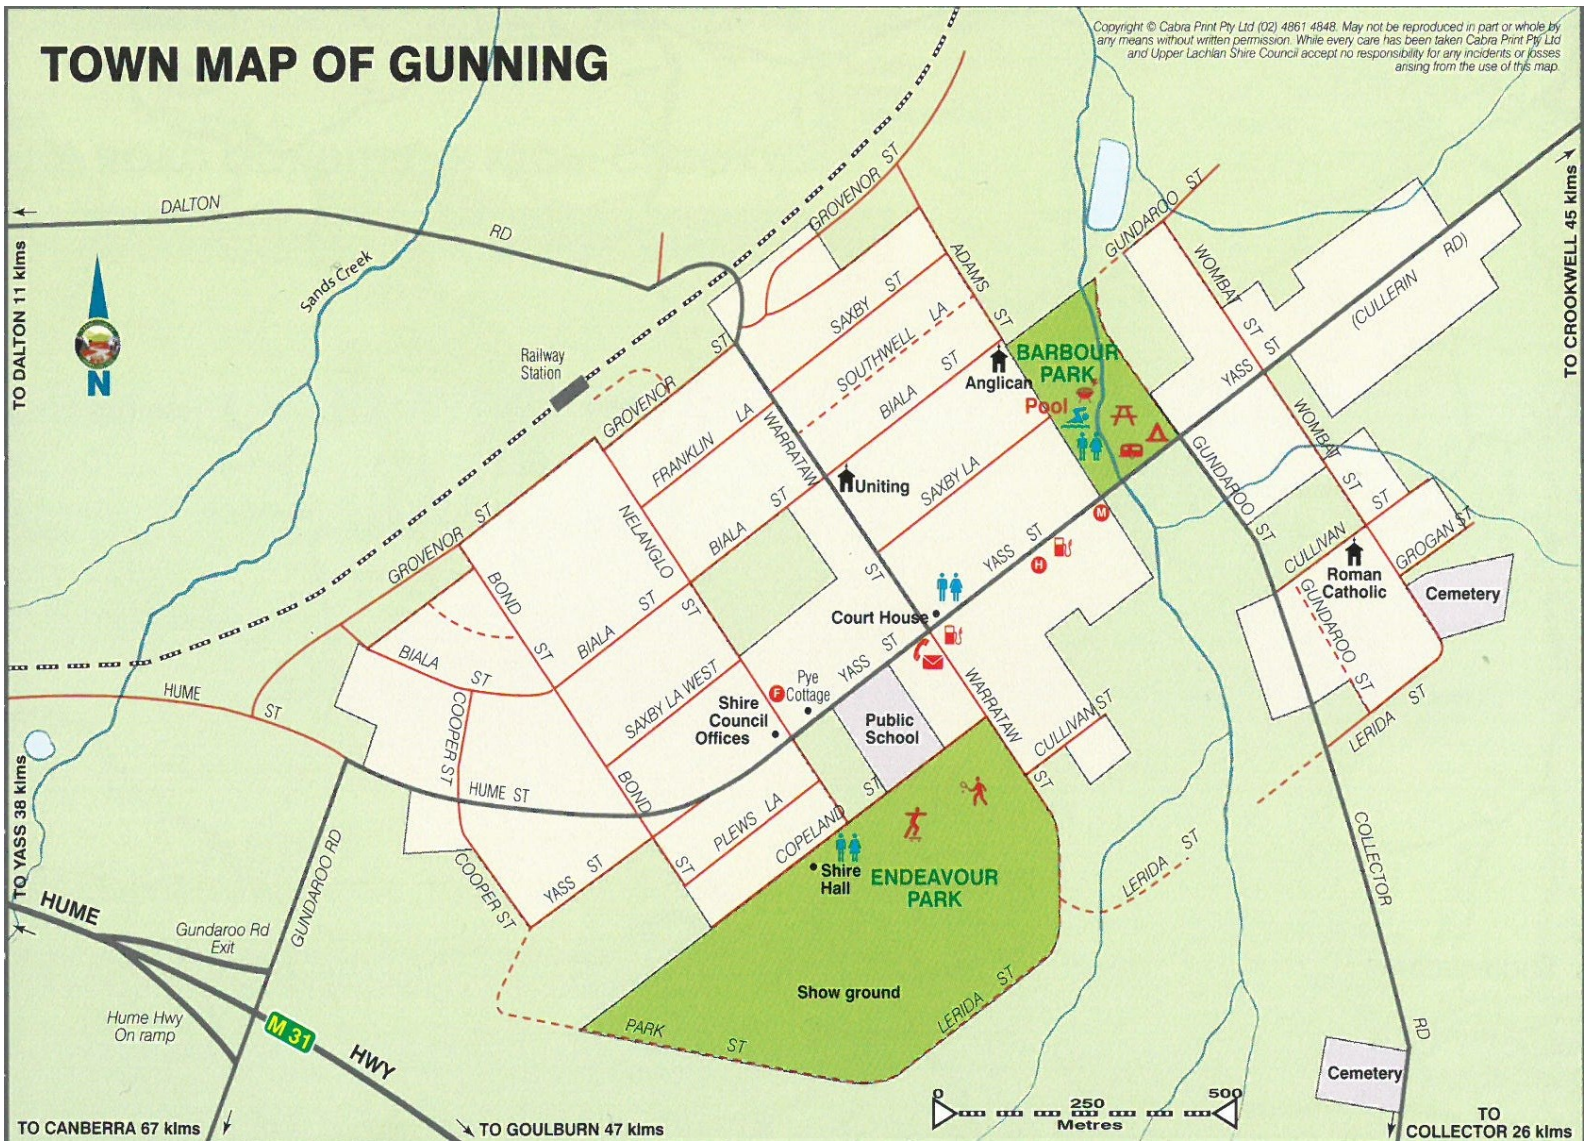 TOWN MAP OF GUNNING
Copyright © Cabra Print Pty Ltd (02) 4861 4848. May not be reproduced in part or whole by
any means without written permission. While every care has been taken Cabra Print Pty Ltd
and Upper Lachlan Shire Council accept no responsibility for any incidents or losses
arising from the use of this map.
DALTON
RD
TO DALTON 11 klms
Sands Creek
N
Railway
Station
GROVENOR ST
GROVENOR ST
GROVENOR ST
ADAMS ST
SAXBY ST
SOUTHWELL LA
BIALA ST
FRANKLIN LA
WARRATAW ST
NELANGLO ST
BIALA ST
BIALA ST
BIALA ST
SAXBY LA
SAXBY LA WEST
BOND ST
BOND ST
Anglican
Uniting
BARBOUR
PARK
Pool
GUNDAROO ST
WOMBAT ST
WOMBAT ST
YASS ST
(CULLERIN RD)
TO CROOKWELL 45 klms
GUNDAROO ST
CULLIVAN ST
GROGAN ST
Roman
Catholic
Cemetery
GUNDAROO ST
LERIDA ST
M
H
YASS ST
Court House
YASS ST
F
Pye
Cottage
Shire
Council
Offices
Public
School
WARRATAW ST
CULLIVAN ST
HUME ST
COOPER ST
HUME ST
PLEWS LA
COPELAND ST
YASS ST
COOPER ST
Shire
Hall
ENDEAVOUR
PARK
LERIDA ST
COLLECTOR RD
Show ground
LERIDA ST
PARK ST
TO YASS 38 klms
HUME
GUNDAROO RD
Gundaroo Rd
Exit
Hume Hwy
On ramp
M 31
HWY
0
250
500
Metres
Cemetery
TO CANBERRA 67 klms
TO GOULBURN 47 klms
TO
COLLECTOR 26 klms